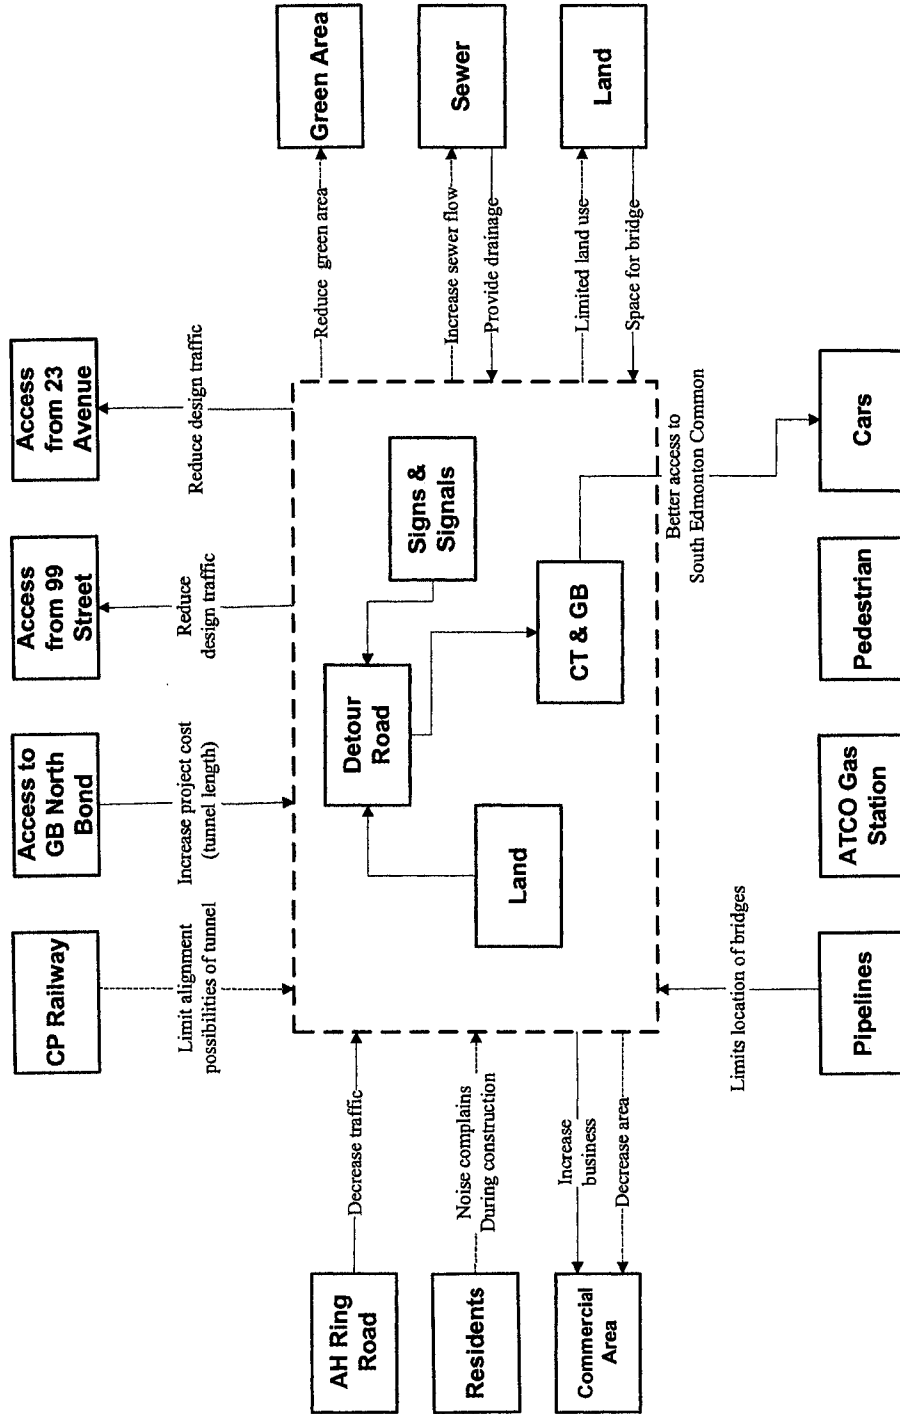 CP Railway
Access to
GB North
Bond
Access
from 99
Street
Access
from 23
Avenue
Limit alignment
possibilities of tunnel
Increase project cost
(tunnel length)
Reduce
design traffic
Reduce design traffic
AH Ring
Road
Decrease traffic
Residents
Noise complains
During construction
Commercial
Area
Increase
business
Decrease area
Detour
Road
Signs &
Signals
Land
CT & GB
Reduce green area
Green Area
Increase sewer flow
Provide drainage
Sewer
Limited land use
Space for bridge
Land
Limits location of bridges
Better access to
South Edmonton Common
Pipelines
ATCO Gas
Station
Pedestrian
Cars